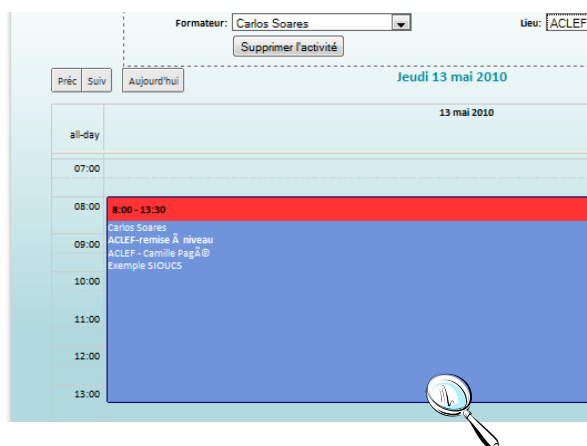 Formateur: Carlos Soares Lieu: ACLEF
Supprimer l'activité
Préc Suiv Aujourd'hui Jeudi 13 mai 2010
13 mai 2010
all-day
07:00
08:00 8:00 - 13:30
Carlos Soares
09:00 ACLEF-remise Ã niveau
ACLEF - Camille PagÃ©
Exemple SIOUCS
10:00
11:00
12:00
13:00